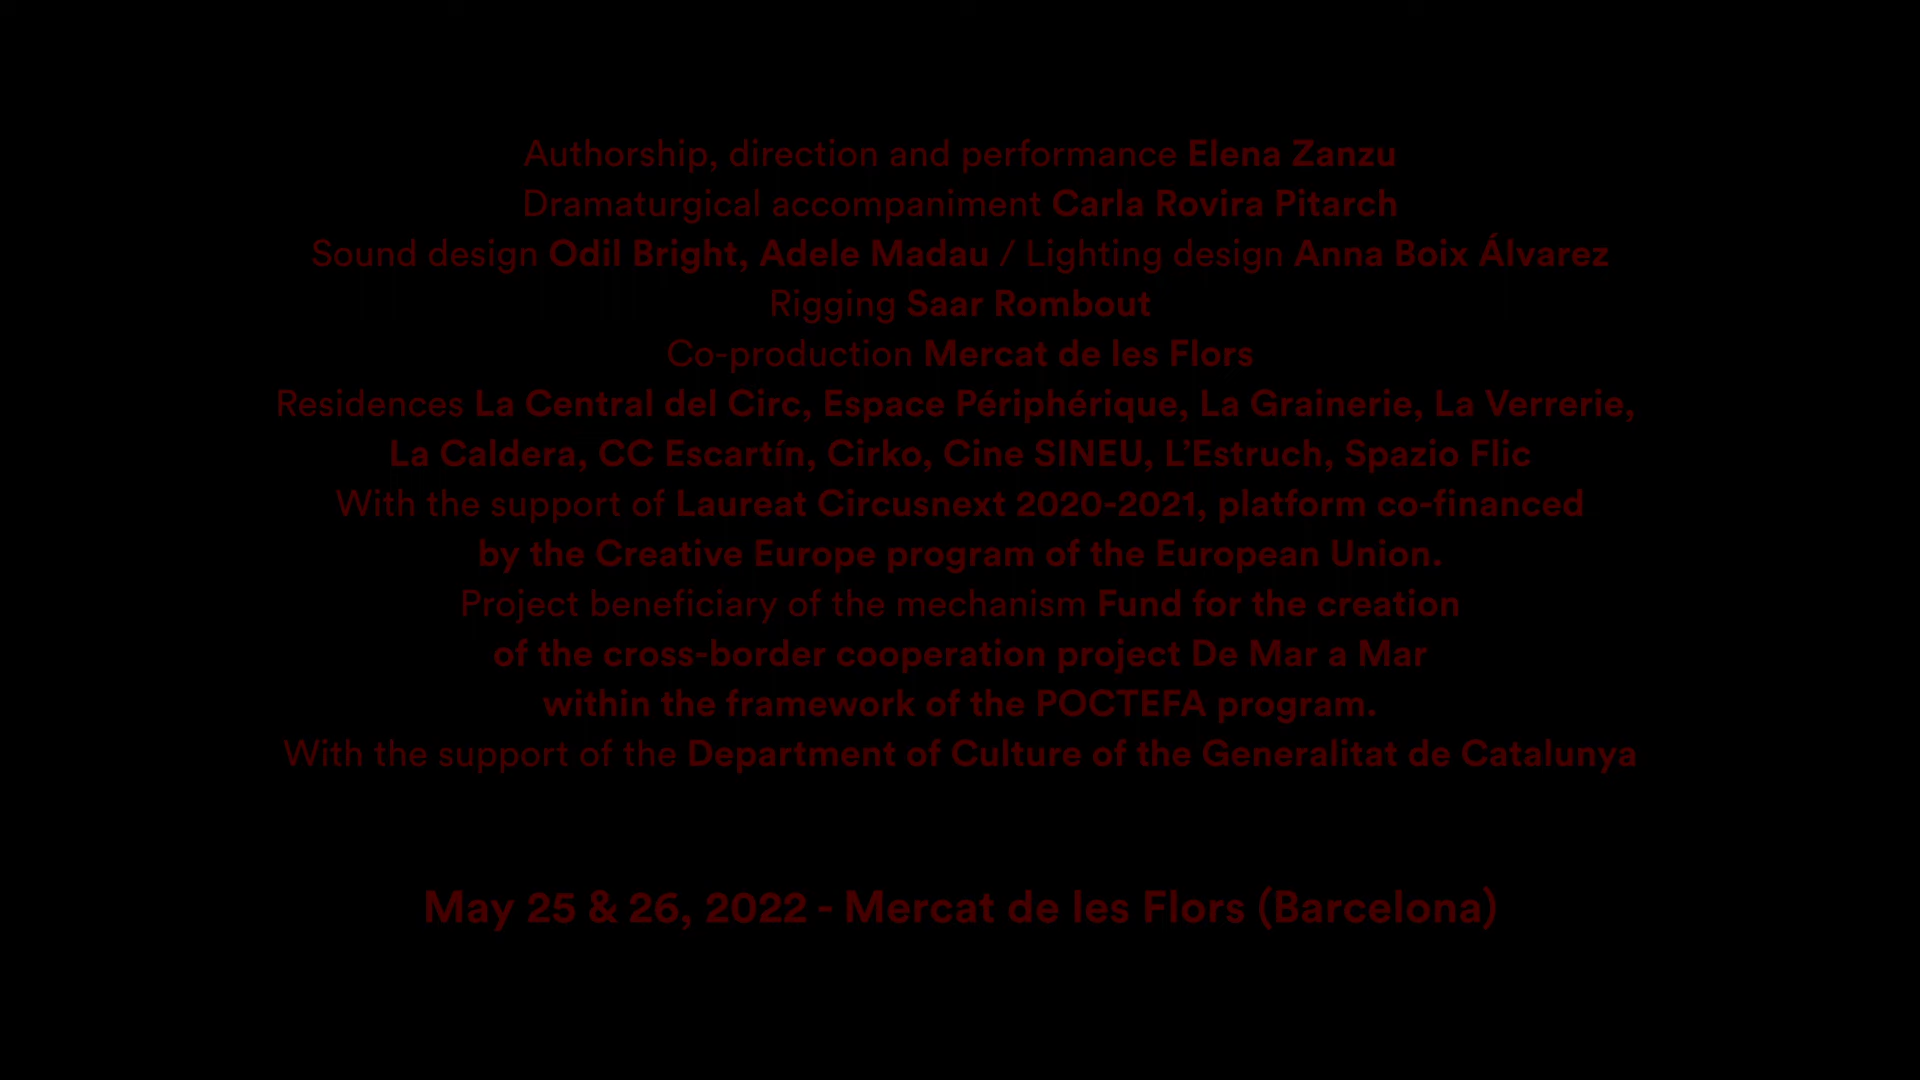 Authorship, direction and performance Elena Zanzu
Dramaturgical accompaniment Carla Rovira Pitarch
Sound design Odil Bright, Adele Madau / Lighting design Anna Boix Álvarez
Rigging Saar Rombout
Co-production Mercat de les Flors
Residences La Central del Circ, Espace Périphérique, La Grainerie, La Verrerie,
La Caldera, CC Escartín, Cirko, Cine SINEU, L’Estruch, Spazio Flic
With the support of Laureat Circusnext 2020-2021, platform co-financed
by the Creative Europe program of the European Union.
Project beneficiary of the mechanism Fund for the creation
of the cross-border cooperation project De Mar a Mar
within the framework of the POCTEFA program.
With the support of the Department of Culture of the Generalitat de Catalunya
May 25 & 26, 2022 - Mercat de les Flors (Barcelona)